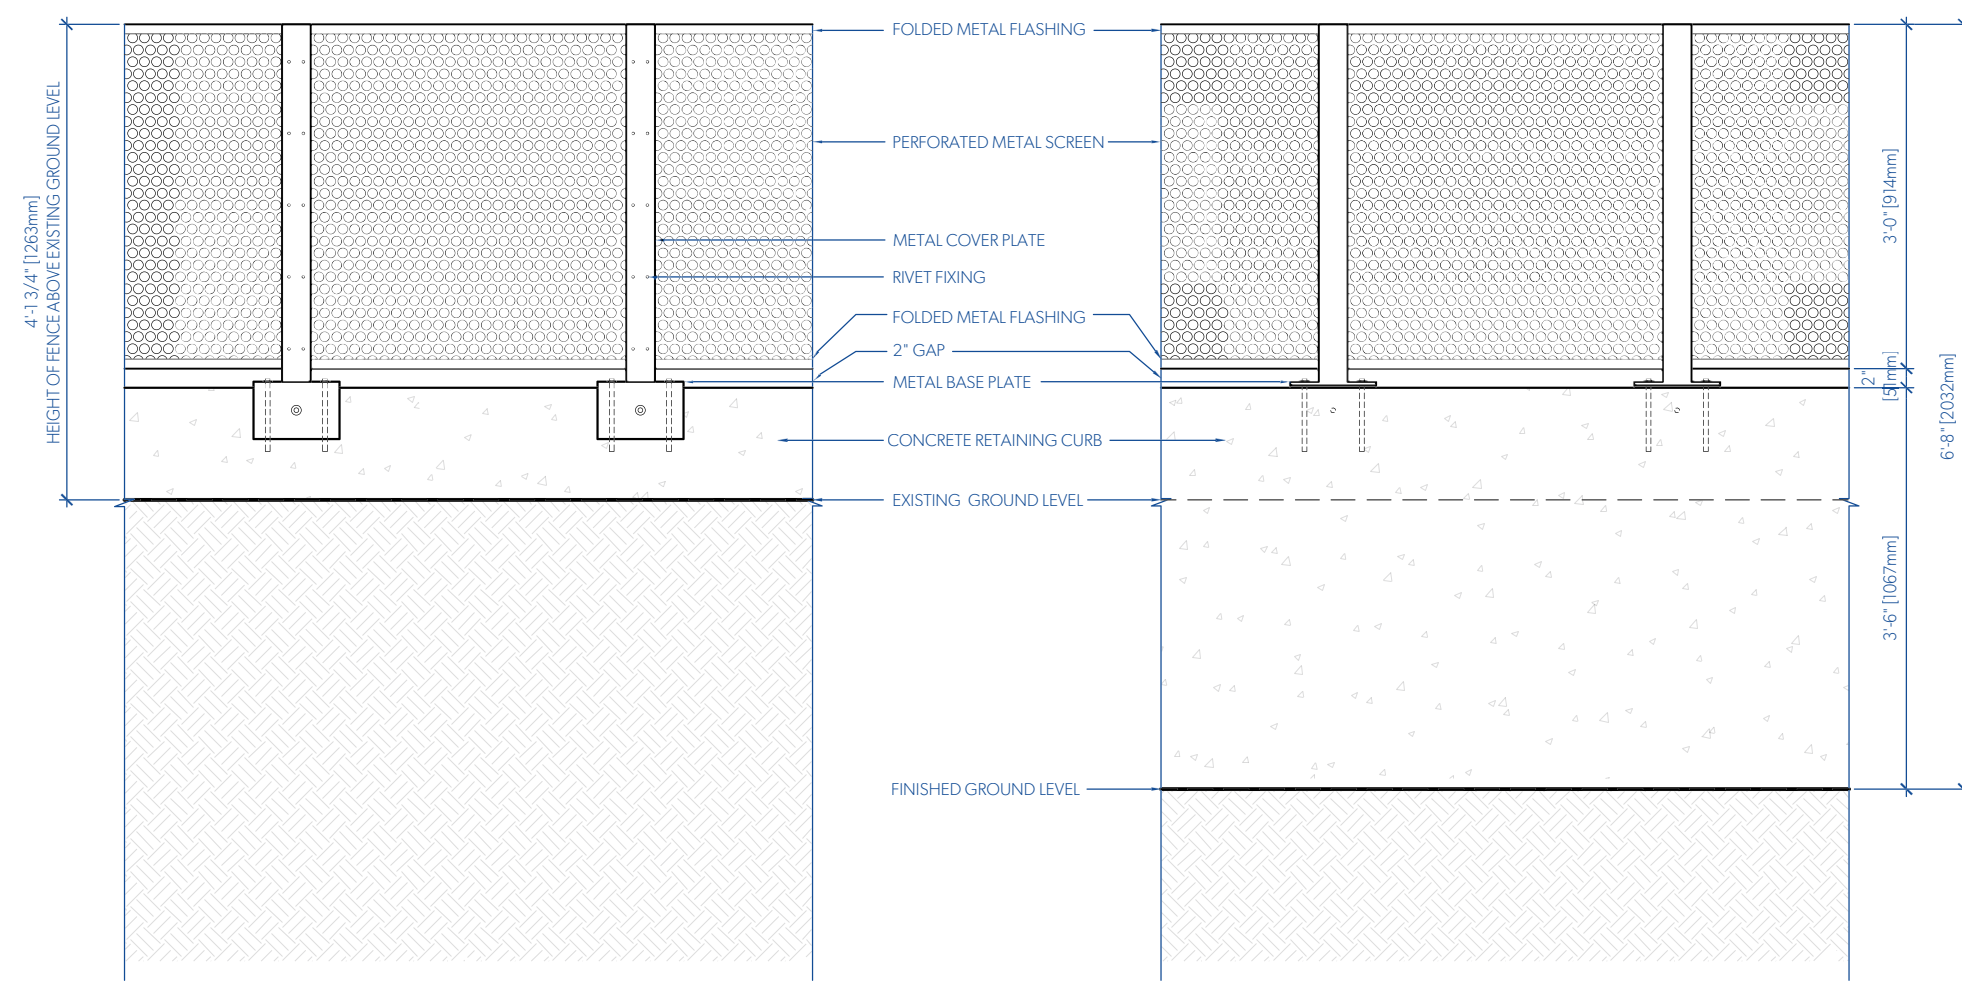 4'-1 3/4" [1263mm]
HEIGHT OF FENCE ABOVE EXISTING GROUND LEVEL
FOLDED METAL FLASHING
PERFORATED METAL SCREEN
METAL COVER PLATE
RIVET FIXING
FOLDED METAL FLASHING
2" GAP
METAL BASE PLATE
CONCRETE RETAINING CURB
EXISTING GROUND LEVEL
FINISHED GROUND LEVEL
3'-0" [914mm]
2"
[51mm]
3'-6" [1067mm]
6'-8" [2032mm]